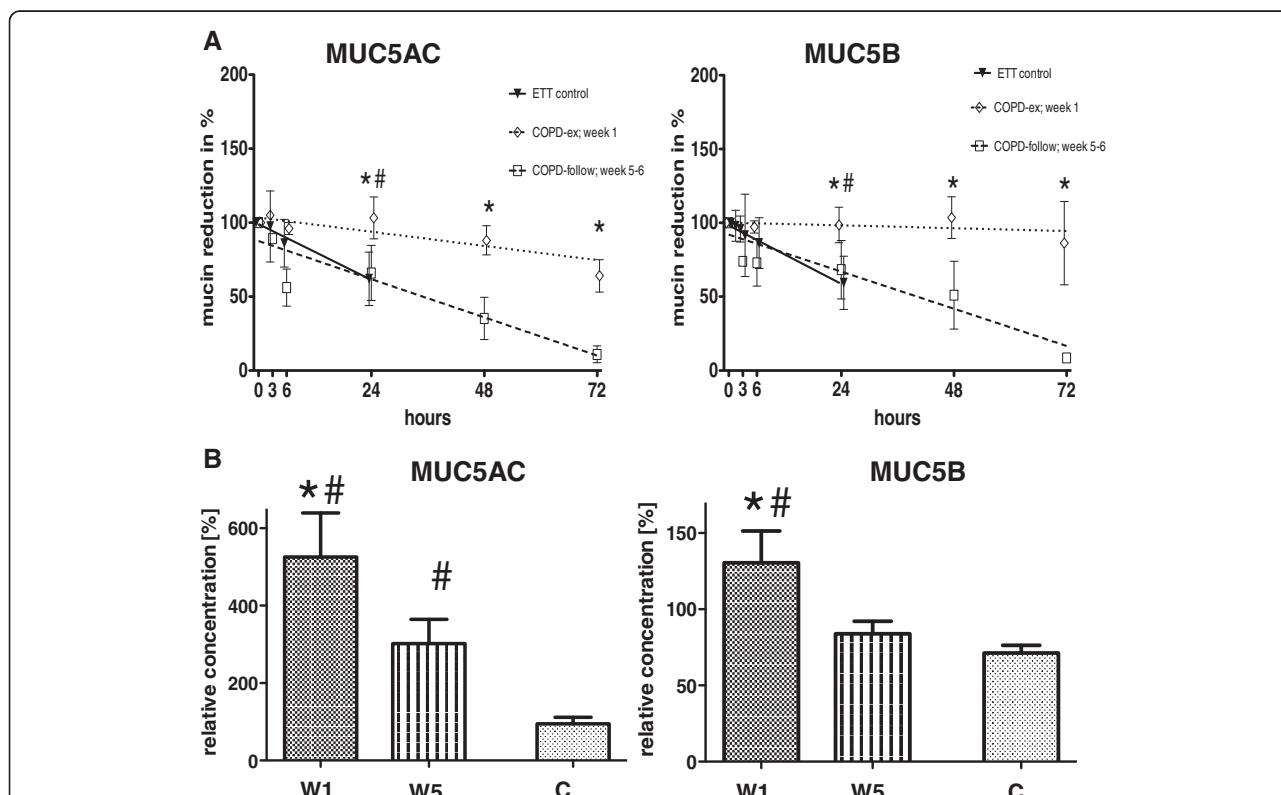 A
MUC5AC
mucin reduction in %
200
150
100
50
0
ETT control
COPD-ex; week 1
COPD-follow; week 5-6
*#
*
*
0 3 6 24 48 72
hours
MUC5B
mucin reduction in %
200
150
100
50
0
ETT control
COPD-ex; week 1
COPD-follow; week 5-6
*#
*
*
0 3 6 24 48 72
hours
B
MUC5AC
relative concentration [%]
600
400
200
0
*#
#
W1 W5 C
MUC5B
relative concentration [%]
150
100
50
0
*#
W1 W5 C